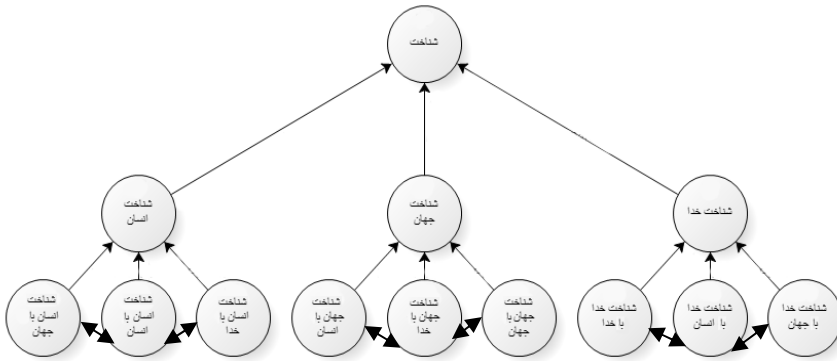 شناخت
شناخت
انسان
شناخت
جهان
شناخت خدا
شناخت
انسان با
جهان
شناخت
انسان با
انسان
شناخت
انسان با
خدا
شناخت
جهان با
انسان
شناخت
جهان با
خدا
شناخت
جهان با
جهان
شناخت خدا
با خدا
شناخت خدا
با انسان
شناخت خدا
با جهان